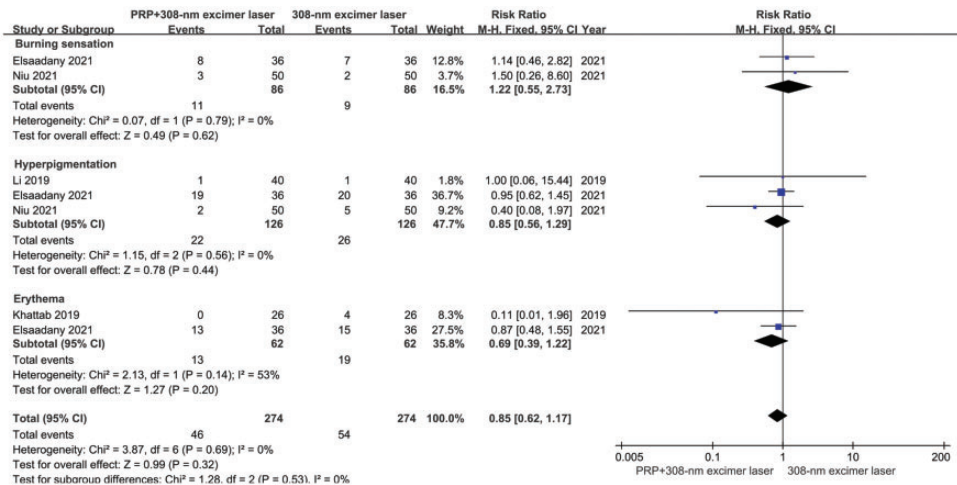 PRP+308-nm excimer laser 308-nm excimer laser Risk Ratio Risk Ratio
Study or Subgroup Events Total Events Total Weight M-H. Fixed. 95% CI Year M-H. Fixed. 95% CI
Burning sensation
Elsaadany 2021 8 36 7 36 12.8% 1.14 [0.46, 2.82] 2021
Niu 2021 3 50 2 50 3.7% 1.50 [0.26, 8.60] 2021
Subtotal (95% CI) 86 86 16.5% 1.22 [0.55, 2.73]
Total events 11 9
Heterogeneity: Chi² = 0.07, df = 1 (P = 0.79); I² = 0%
Test for overall effect: Z = 0.49 (P = 0.62)
Hyperpigmentation
Li 2019 1 40 1 40 1.8% 1.00 [0.06, 15.44] 2019
Elsaadany 2021 19 36 20 36 36.7% 0.95 [0.62, 1.45] 2021
Niu 2021 2 50 5 50 9.2% 0.40 [0.08, 1.97] 2021
Subtotal (95% CI) 126 126 47.7% 0.85 [0.56, 1.29]
Total events 22 26
Heterogeneity: Chi² = 1.15, df = 2 (P = 0.56); I² = 0%
Test for overall effect: Z = 0.78 (P = 0.44)
Erythema
Khattab 2019 0 26 4 26 8.3% 0.11 [0.01, 1.96] 2019
Elsaadany 2021 13 36 15 36 27.5% 0.87 [0.48, 1.55] 2021
Subtotal (95% CI) 62 62 35.8% 0.69 [0.39, 1.22]
Total events 13 19
Heterogeneity: Chi² = 2.13, df = 1 (P = 0.14); I² = 53%
Test for overall effect: Z = 1.27 (P = 0.20)
Total (95% CI) 274 274 100.0% 0.85 [0.62, 1.17]
Total events 46 54
Heterogeneity: Chi² = 3.87, df = 6 (P = 0.69); I² = 0%
Test for overall effect: Z = 0.99 (P = 0.32)
Test for subgroup differences: Chi² = 1.28, df = 2 (P = 0.53), I² = 0%
0.005 0.1 1 10 200
PRP+308-nm excimer laser 308-nm excimer laser